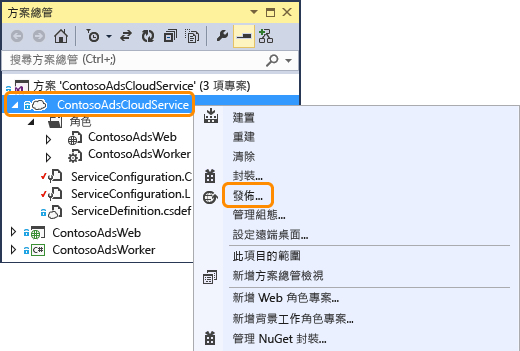 方案總管
搜尋方案總管 (Ctrl+;)
方案 'ContosoAdsCloudService' (3 項專案)
ContosoAdsCloudService
角色
ContosoAdsWeb
ContosoAdsWorker
ServiceConfiguration.C
ServiceConfiguration.L
ServiceDefinition.csdef
ContosoAdsWeb
C# ContosoAdsWorker
建置
重建
清除
封裝...
發佈...
管理組態...
設定遠端桌面...
此項目的範圍
新增方案總管檢視
新增 Web 角色專案...
新增背景工作角色專案...
管理 NuGet 封裝...